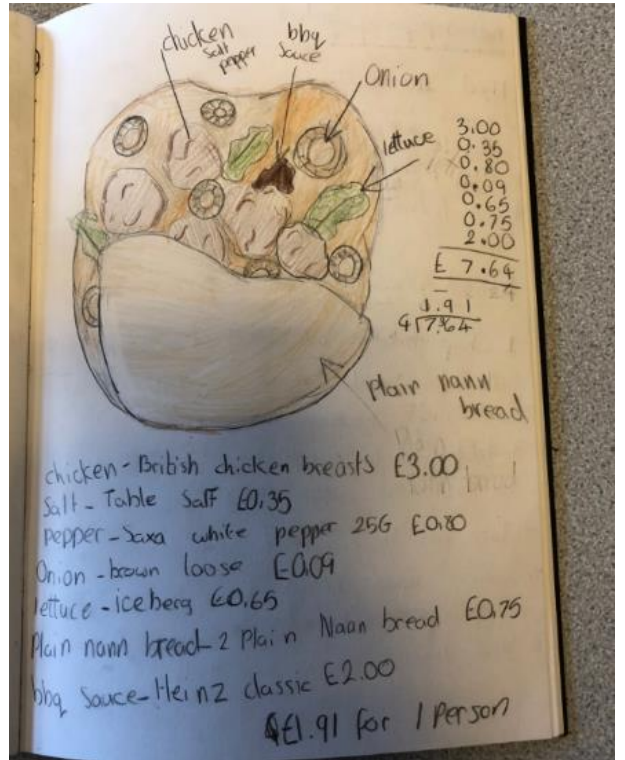 chicken
salt
pepper
bbq
sauce
Onion
lettuce
3.00
0.35
0.80
0.09
0.65
0.75
2.00
£ 7.64
1.91
4 7.64
Plain nann
bread
chicken - British chicken breasts £3.00
Salt - Table Salt £0.35
pepper - Saxa white pepper 25G £0.80
Onion - brown loose £0.09
lettuce - iceberg £0.65
Plain nann bread - 2 Plain Naan bread £0.75
bbq sauce - Heinz classic £2.00
£1.91 for 1 Person